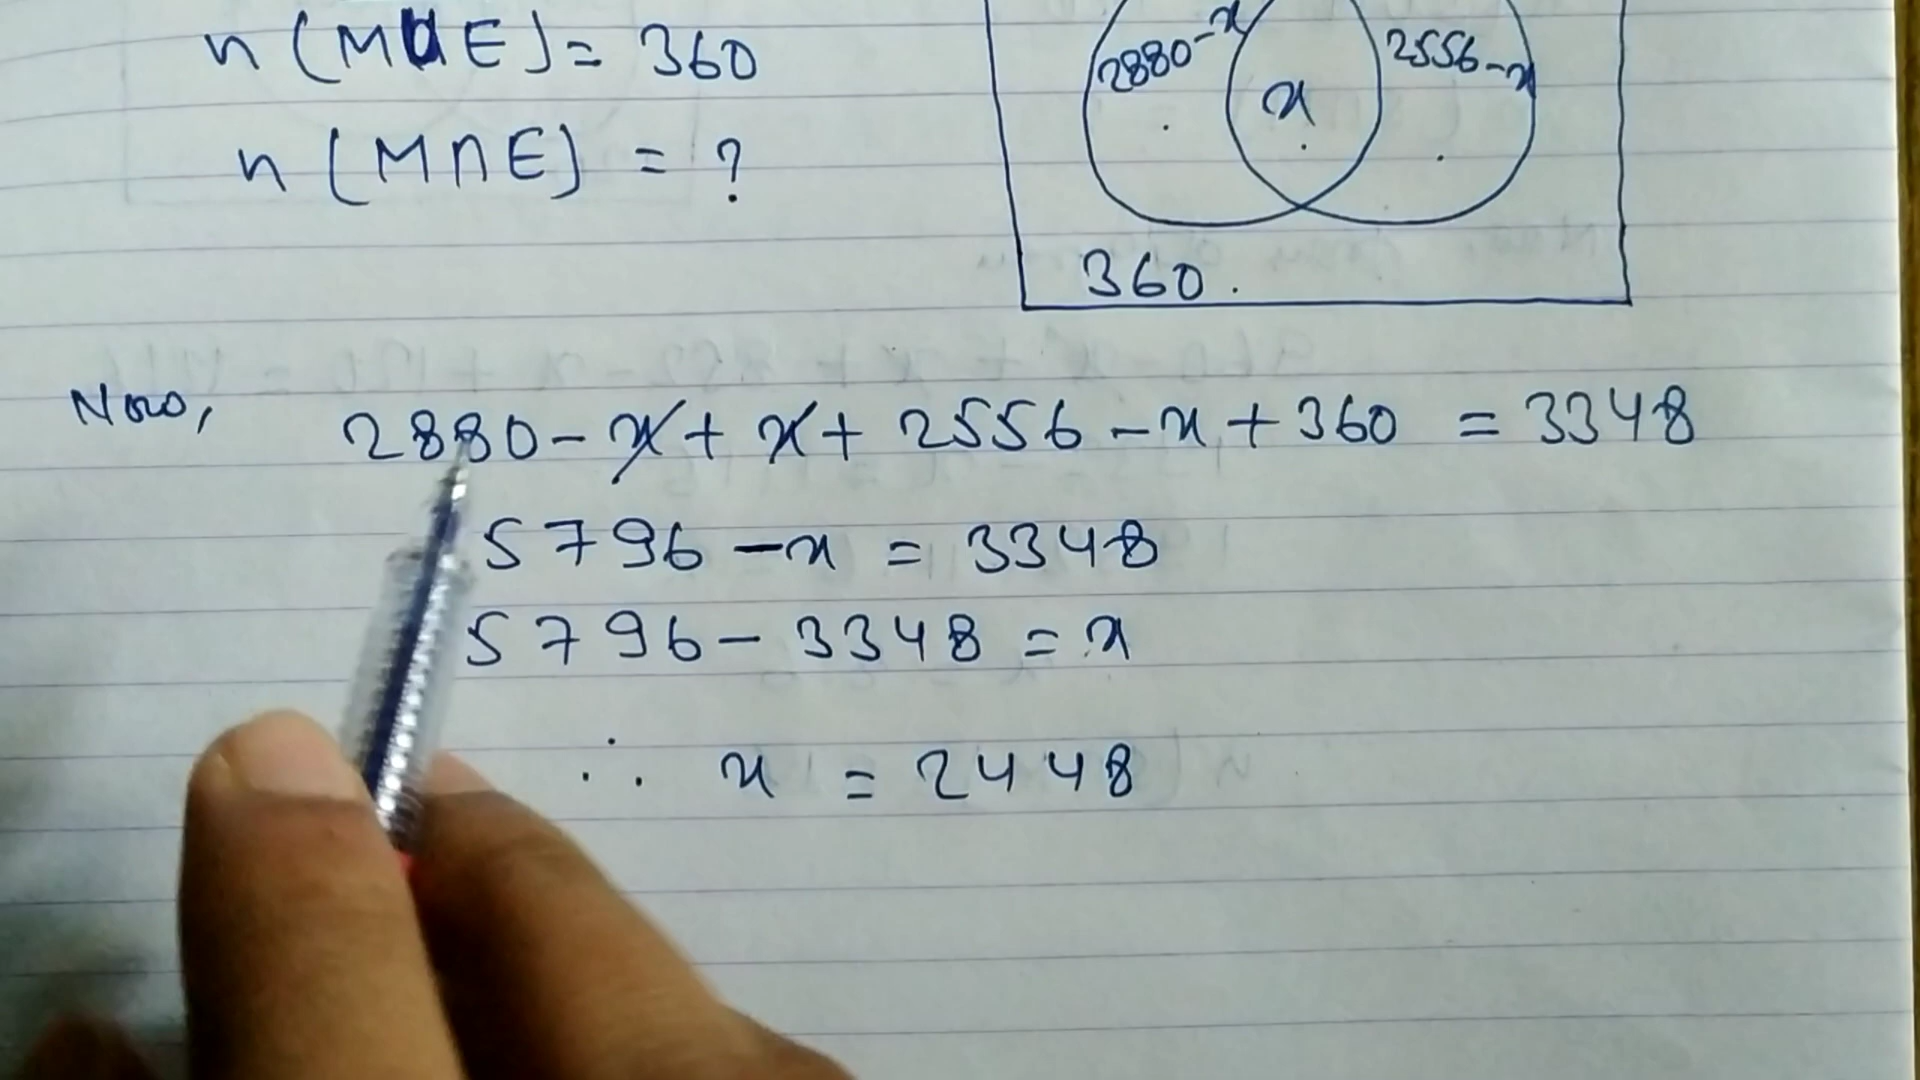 n (M∪E) = 360
n (M∩E) = ?
2880-x
x
2556-x
360.
Now, 2880 - x + x + 2556 - x + 360 = 3348
5796 - x = 3348
5796 - 3348 = x
∴ x = 2448